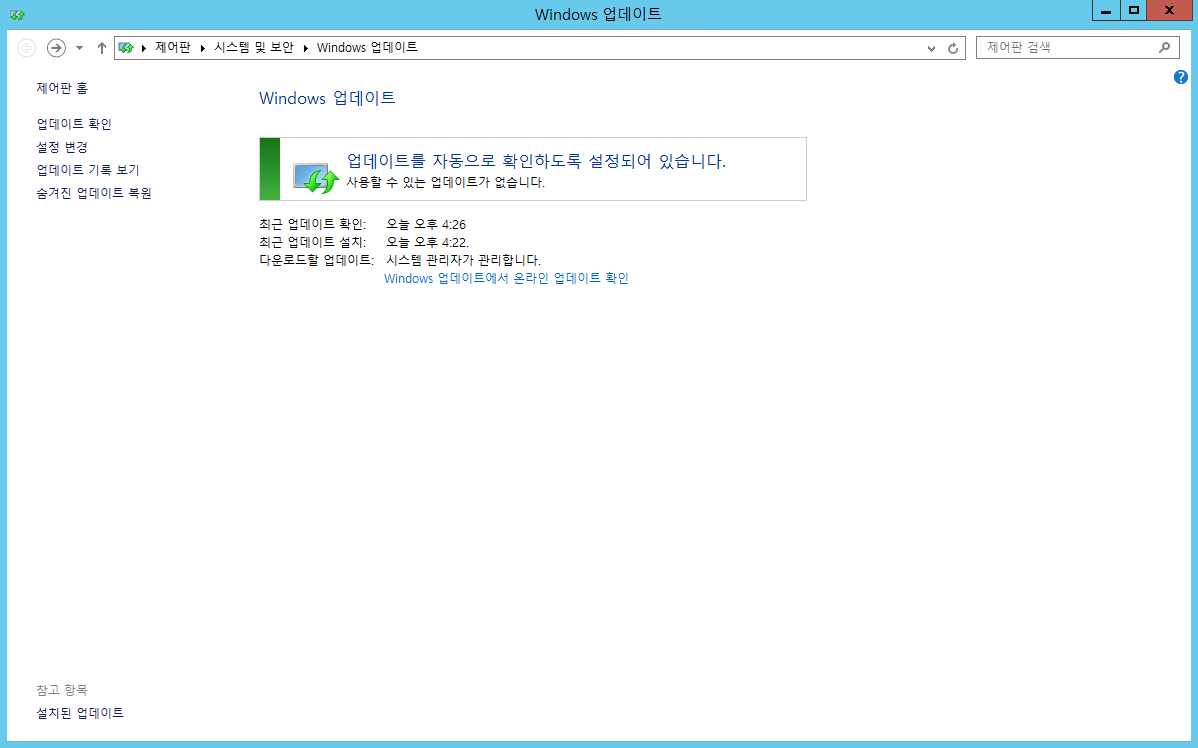 Windows 업데이트
제어판 시스템 및 보안 Windows 업데이트
제어판 검색
제어판 홈
업데이트 확인
설정 변경
업데이트 기록 보기
숨겨진 업데이트 복원
Windows 업데이트
업데이트를 자동으로 확인하도록 설정되어 있습니다.
사용할 수 있는 업데이트가 없습니다.
최근 업데이트 확인: 오늘 오후 4:26
최근 업데이트 설치: 오늘 오후 4:22.
다운로드할 업데이트: 시스템 관리자가 관리합니다.
Windows 업데이트에서 온라인 업데이트 확인
참고 항목
설치된 업데이트